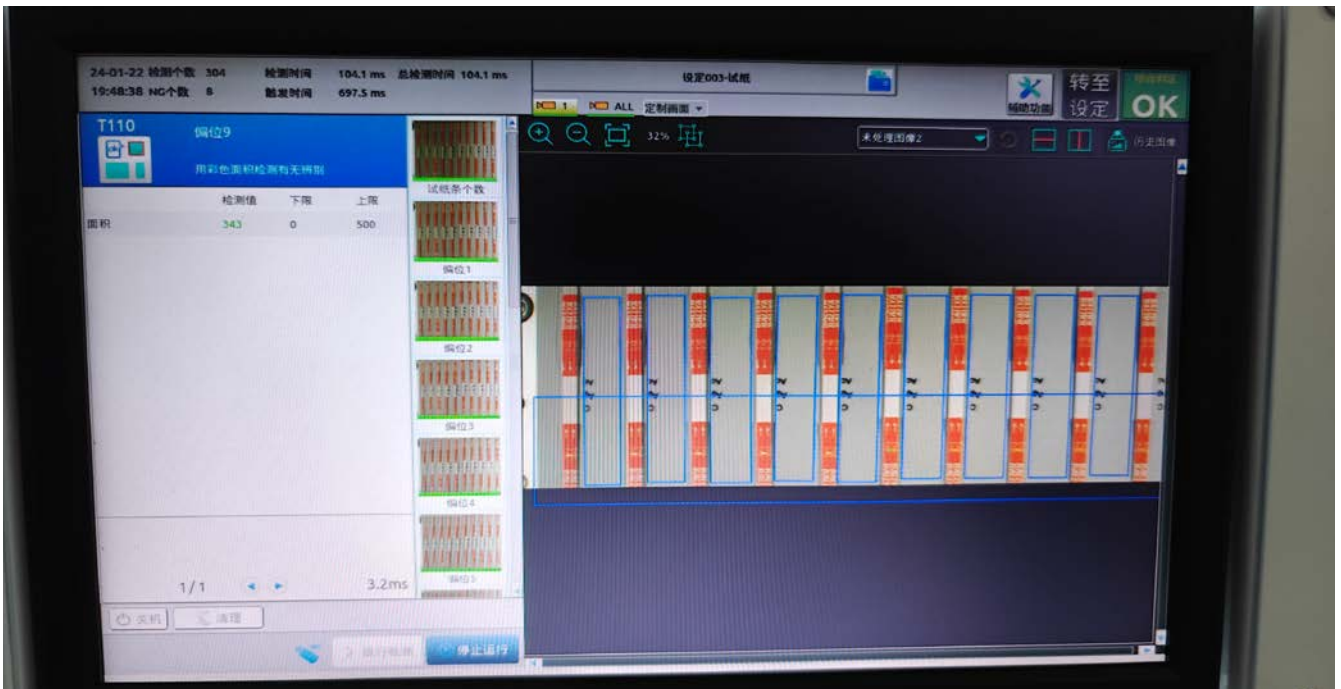 24-01-22 检测个数 304 检测时间 104.1 ms 总检测时间 104.1 ms
19:48:38 NG个数 8 触发时间 697.5 ms
设定003-试纸
1 ALL 定制画面
辅助功能
转至
设定
OK
T110 偏位9
用彩色面积检测有无辨别
检测值 下限 上限
面积 343 0 500
32%
未处理图像2
历史图像
试纸条个数
偏位1
偏位2
偏位3
偏位4
偏位5
1/1 3.2ms
关机 清理
停止运行